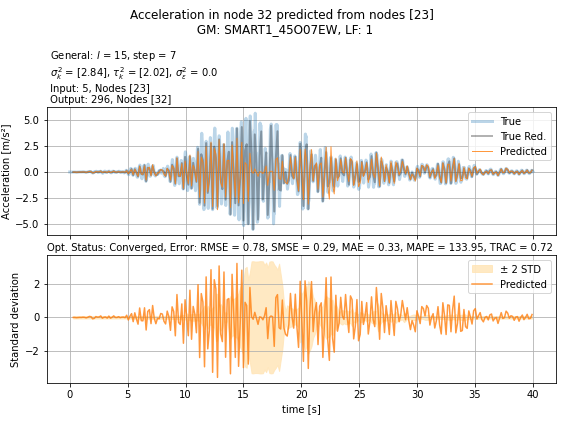 Acceleration in node 32 predicted from nodes [23]
GM: SMART1_45O07EW, LF: 1
General: l = 15, step = 7
σ²ₖ = [2.84], τ²ₖ = [2.02], σ²ε = 0.0
Input: 5, Nodes [23]
Output: 296, Nodes [32]
Acceleration [m/s²]
5.0
2.5
0.0
−2.5
−5.0
True
True Red.
Predicted
Opt. Status: Converged, Error: RMSE = 0.78, SMSE = 0.29, MAE = 0.33, MAPE = 133.95, TRAC = 0.72
Standard deviation
2
0
−2
± 2 STD
Predicted
0 5 10 15 20 25 30 35 40
time [s]